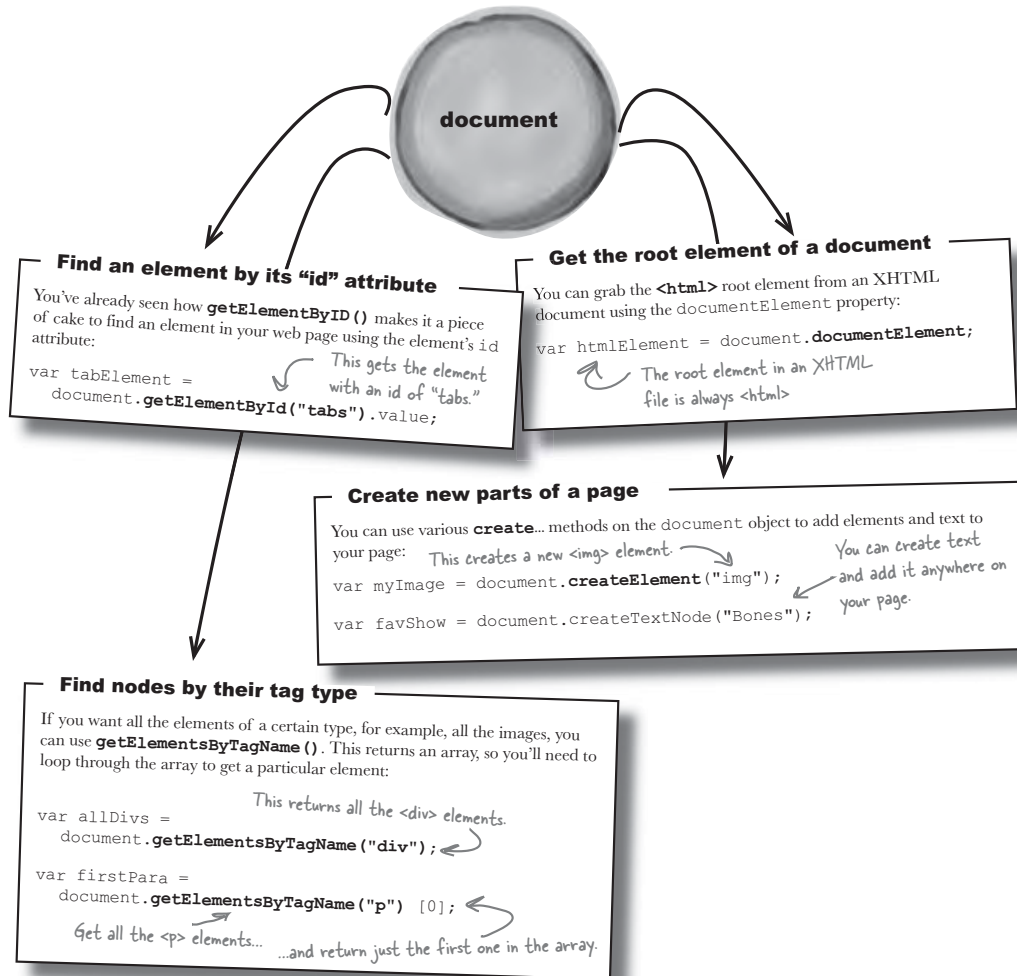 document
Find an element by its “id” attribute
You’ve already seen how getElementByID() makes it a piece
of cake to find an element in your web page using the element’s id
attribute:
This gets the element
with an id of “tabs.”
var tabElement =
document.getElementById("tabs").value;
Get the root element of a document
You can grab the <html> root element from an XHTML
document using the documentElement property:
var htmlElement = document.documentElement;
The root element in an XHTML
file is always <html>
Create new parts of a page
You can use various create... methods on the document object to add elements and text to
your page:
This creates a new <img> element.
var myImage = document.createElement("img");
You can create text
and add it anywhere on
your page.
var favShow = document.createTextNode("Bones");
Find nodes by their tag type
If you want all the elements of a certain type, for example, all the images, you
can use getElementsByTagName(). This returns an array, so you’ll need to
loop through the array to get a particular element:
This returns all the <div> elements.
var allDivs =
document.getElementsByTagName("div");
var firstPara =
document.getElementsByTagName("p") [0];
Get all the <p> elements...
...and return just the first one in the array.